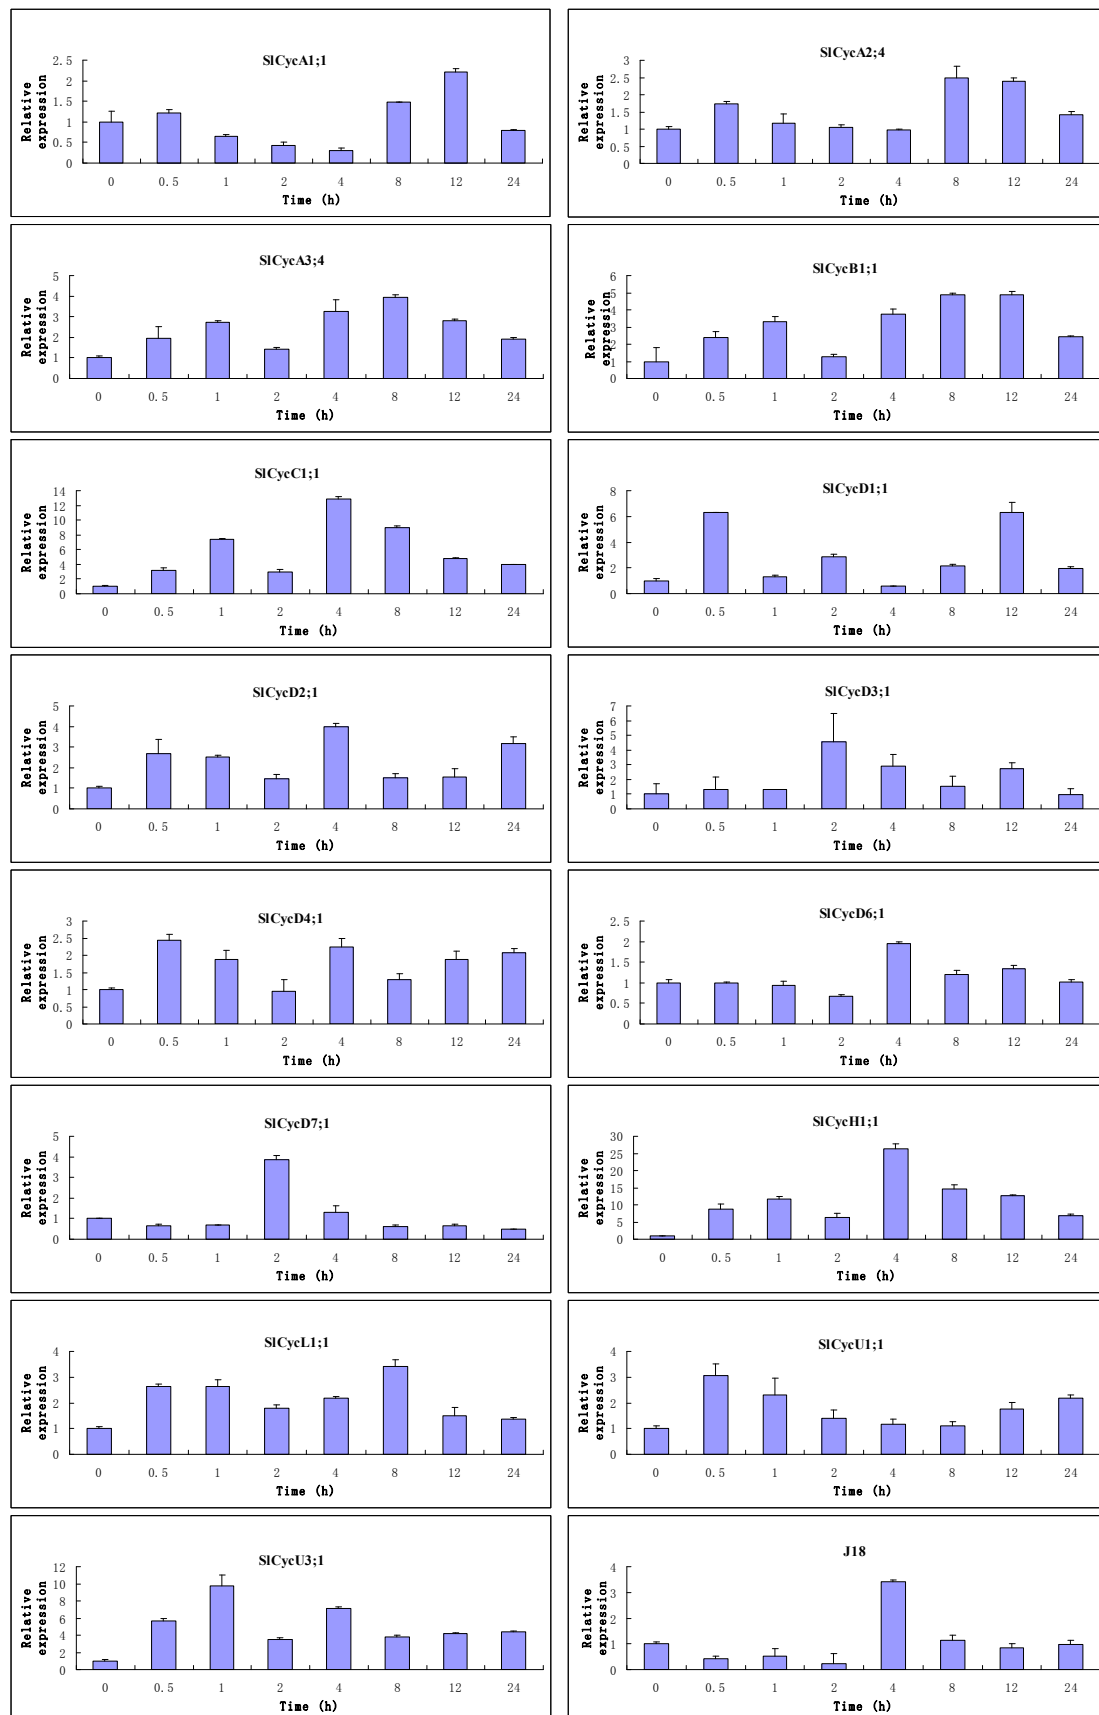 SlCycA1;1
Relative expression
2.5
2
1.5
1
0.5
0
0 0.5 1 2 4 8 12 24
Time (h)
SlCycA2;4
Relative expression
3
2.5
2
1.5
1
0.5
0
0 0.5 1 2 4 8 12 24
Time (h)
SlCycA3;4
Relative expression
5
4
3
2
1
0
0 0.5 1 2 4 8 12 24
Time (h)
SlCycB1;1
Relative expression
6
5
4
3
2
1
0
0 0.5 1 2 4 8 12 24
Time (h)
SlCycC1;1
Relative expression
14
12
10
8
6
4
2
0
0 0.5 1 2 4 8 12 24
Time (h)
SlCycD1;1
Relative expression
8
6
4
2
0
0 0.5 1 2 4 8 12 24
Time (h)
SlCycD2;1
Relative expression
5
4
3
2
1
0
0 0.5 1 2 4 8 12 24
Time (h)
SlCycD3;1
Relative expression
7
6
5
4
3
2
1
0
0 0.5 1 2 4 8 12 24
Time (h)
SlCycD4;1
Relative expression
3
2.5
2
1.5
1
0.5
0
0 0.5 1 2 4 8 12 24
Time (h)
SlCycD6;1
Relative expression
2.5
2
1.5
1
0.5
0
0 0.5 1 2 4 8 12 24
Time (h)
SlCycD7;1
Relative expression
5
4
3
2
1
0
0 0.5 1 2 4 8 12 24
Time (h)
SlCycH1;1
Relative expression
30
25
20
15
10
5
0
0 0.5 1 2 4 8 12 24
Time (h)
SlCycL1;1
Relative expression
4
3
2
1
0
0 0.5 1 2 4 8 12 24
Time (h)
SlCycU1;1
Relative expression
4
3
2
1
0
0 0.5 1 2 4 8 12 24
Time (h)
SlCycU3;1
Relative expression
12
10
8
6
4
2
0
0 0.5 1 2 4 8 12 24
Time (h)
J18
Relative expression
4
3
2
1
0
0 0.5 1 2 4 8 12 24
Time (h)